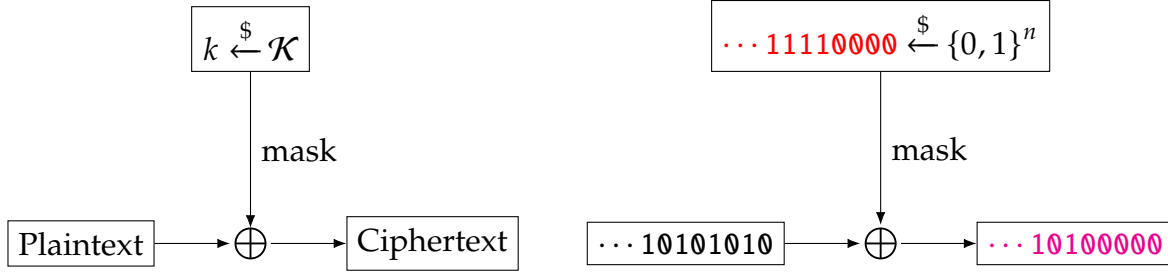 k $← 𝒦
··· 11110000 $← {0, 1}ⁿ
mask
mask
Plaintext ⊕ Ciphertext
··· 10101010 ⊕ ··· 10100000